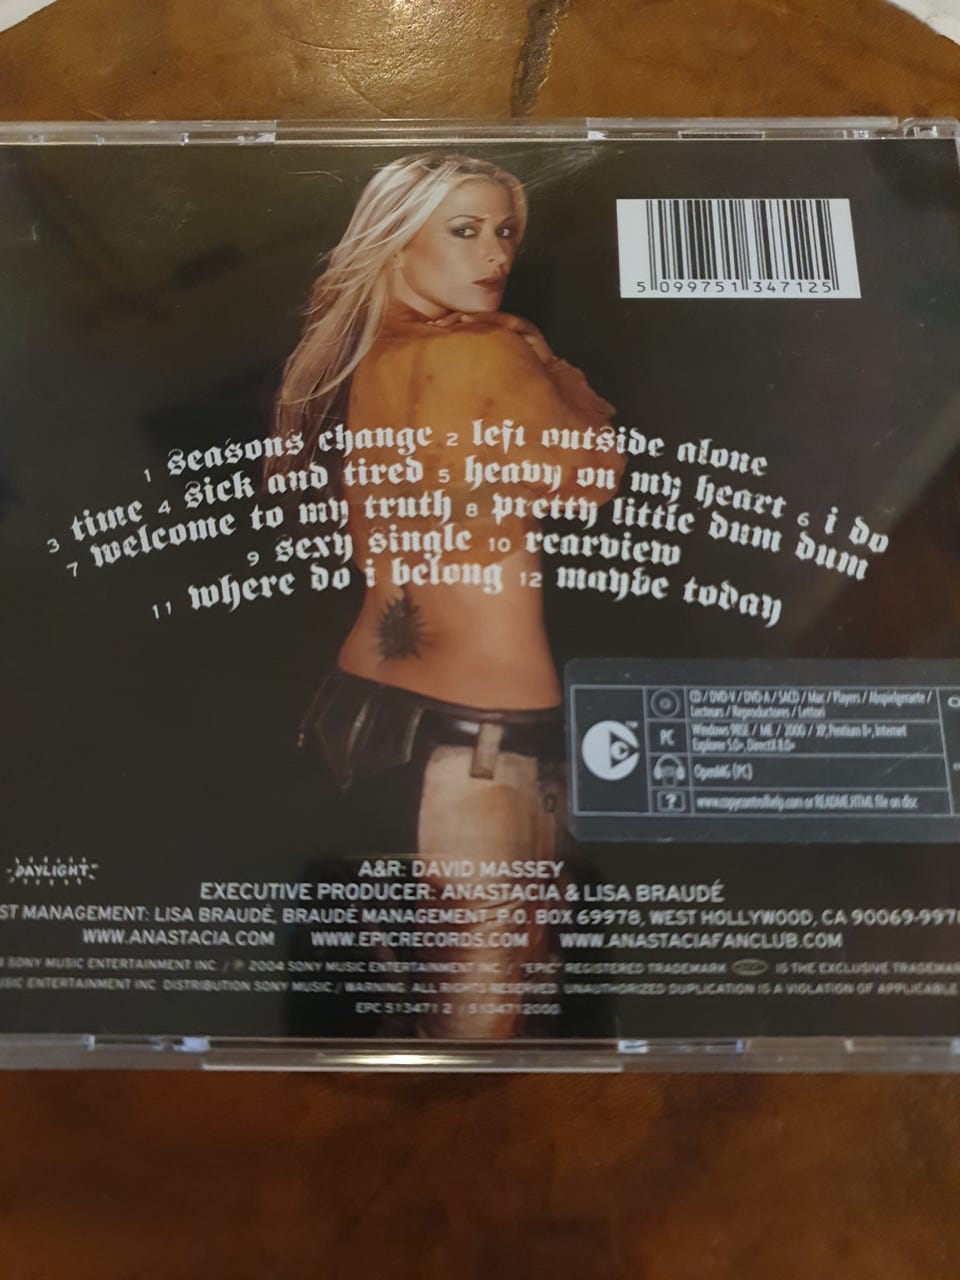 5 099751 347125
1 seasons change 2 left outside alone
3 time 4 sick and tired 5 heavy on my heart 6 i do
7 welcome to my truth 8 pretty little dum dum
9 sexy single 10 rearview
11 where do i belong 12 maybe today
CD / DVD-V / DVD-A / SACD / Mac / Players / Abspielgeraete /
Lecteurs / Reproductores / Lettori
PC
Windows 98SE / ME / 2000 / XP, Pentium II+, Internet
Explorer 5.0+, DirectX 8.0+
OpenMG (PC)
?
www.copycontrolhelp.com or README.HTML file on disc
C
TM
DAYLIGHT
A&R: DAVID MASSEY
EXECUTIVE PRODUCER: ANASTACIA & LISA BRAUDÉ
ST MANAGEMENT: LISA BRAUDÉ, BRAUDÉ MANAGEMENT, P.O. BOX 69978, WEST HOLLYWOOD, CA 90069-997
WWW.ANASTACIA.COM WWW.EPICRECORDS.COM WWW.ANASTACIAFANCLUB.COM
SONY MUSIC ENTERTAINMENT INC. / ℗ 2004 SONY MUSIC ENTERTAINMENT INC. / "EPIC" REGISTERED TRADEMARK IS THE EXCLUSIVE TRADEMAR
SIC ENTERTAINMENT INC. DISTRIBUTION SONY MUSIC / WARNING: ALL RIGHTS RESERVED. UNAUTHORIZED DUPLICATION IS A VIOLATION OF APPLICABLE
EPC 513471 2 / 5134712000